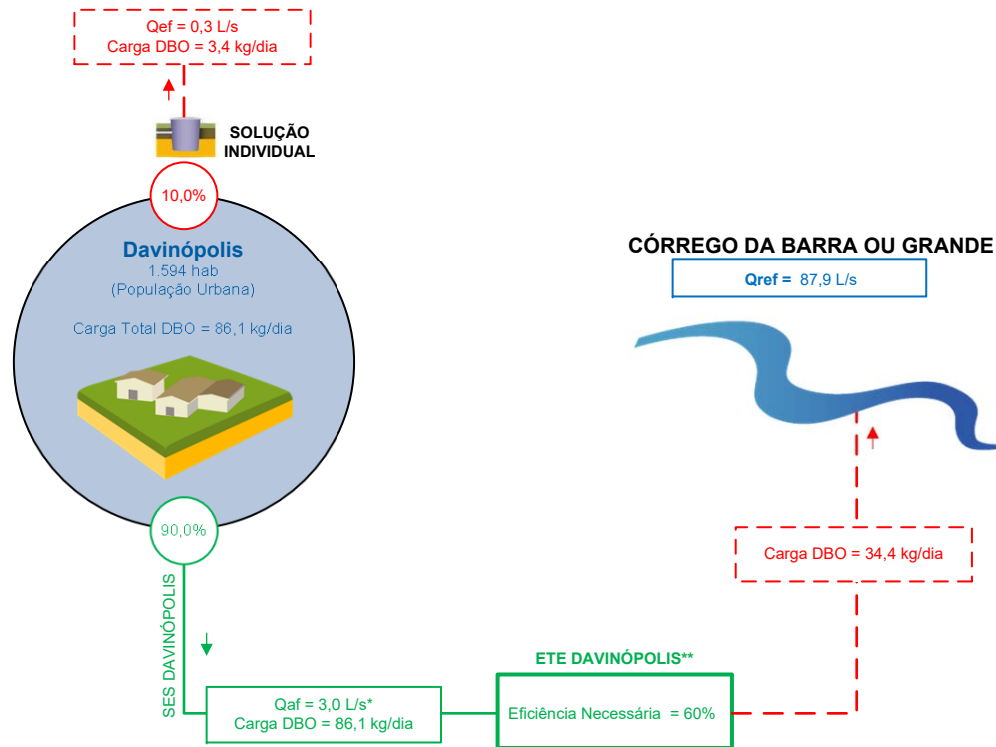 Qef = 0,3 L/s
Carga DBO = 3,4 kg/dia
SOLUÇÃO
INDIVIDUAL
10,0%
Davinópolis
1.594 hab
(População Urbana)
Carga Total DBO = 86,1 kg/dia
90,0%
SES DAVINÓPOLIS
Qaf = 3,0 L/s*
Carga DBO = 86,1 kg/dia
ETE DAVINÓPOLIS**
Eficiência Necessária = 60%
Carga DBO = 34,4 kg/dia
CÓRREGO DA BARRA OU GRANDE
Qref = 87,9 L/s